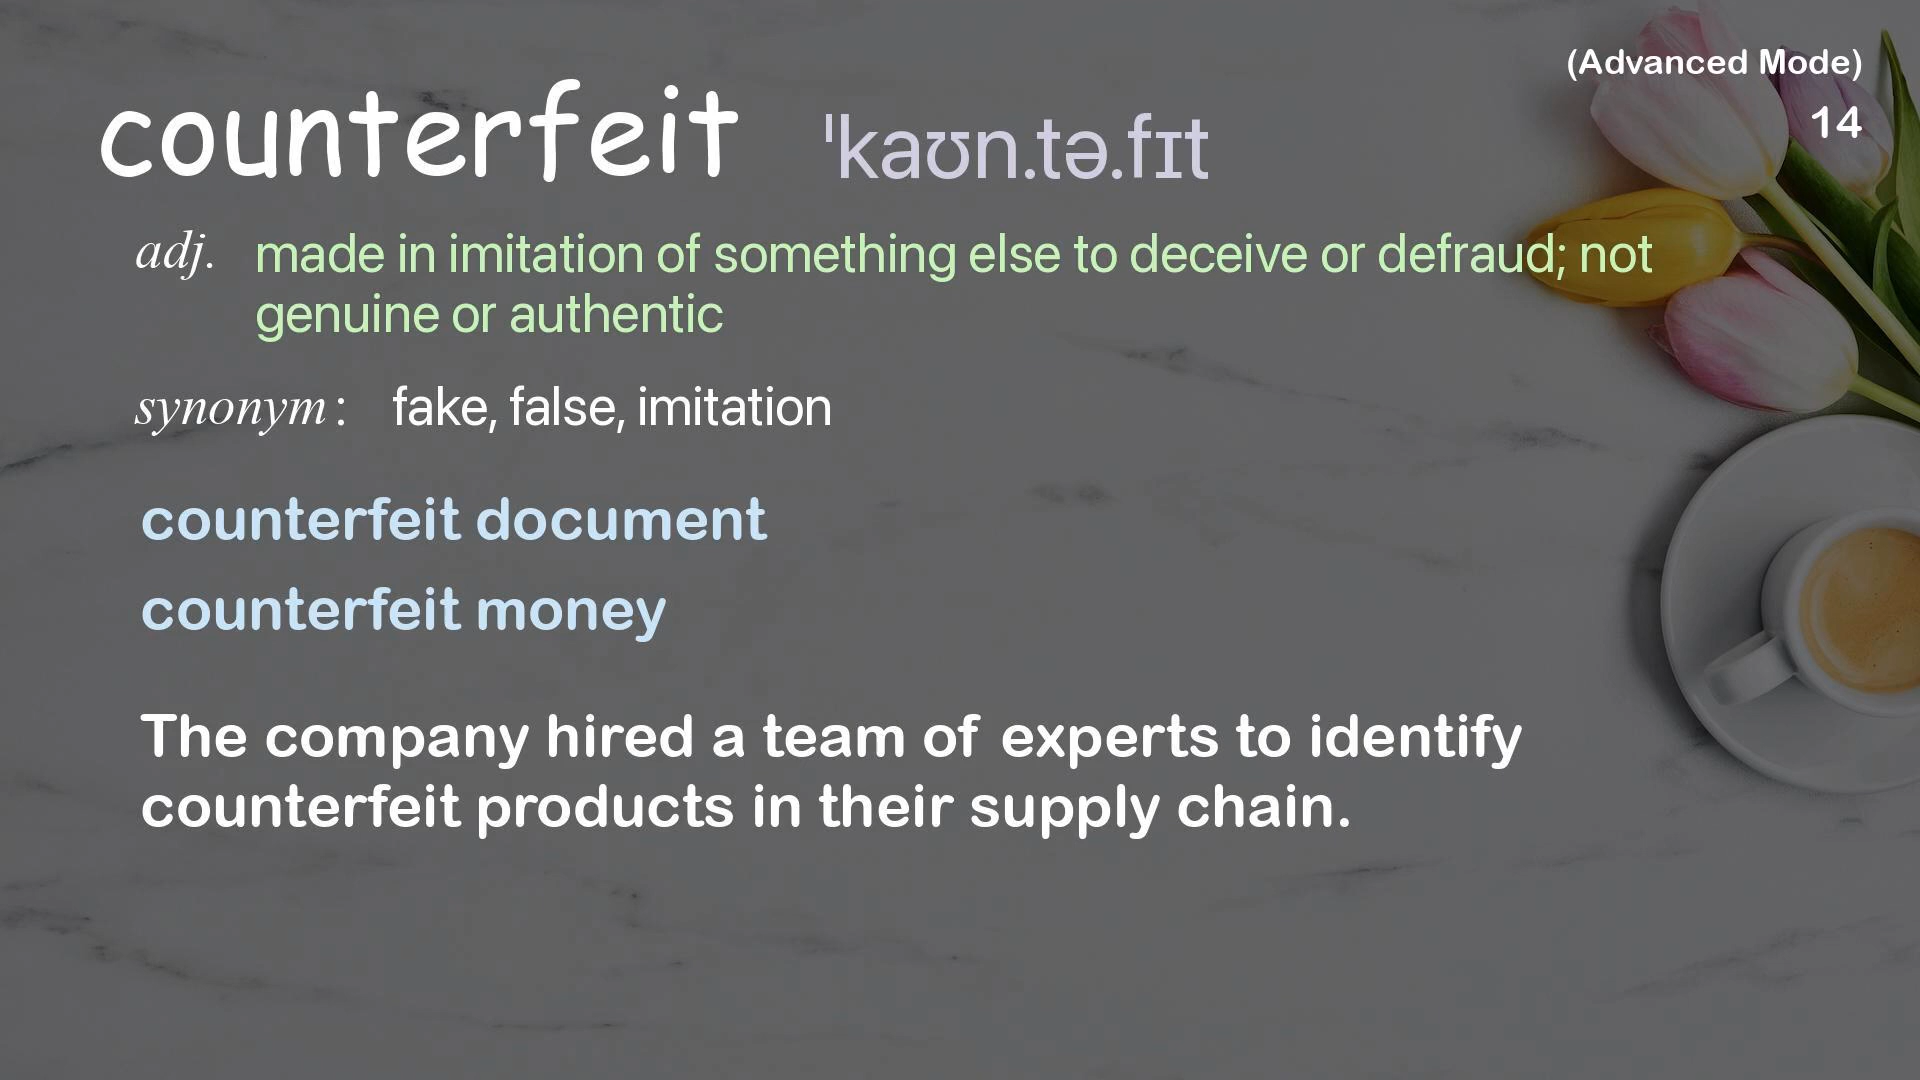 (Advanced Mode)
counterfeit ˈkaʊn.tə.fɪt
14
adj. made in imitation of something else to deceive or defraud; not
genuine or authentic
synonym: fake, false, imitation
counterfeit document
counterfeit money
The company hired a team of experts to identify
counterfeit products in their supply chain.